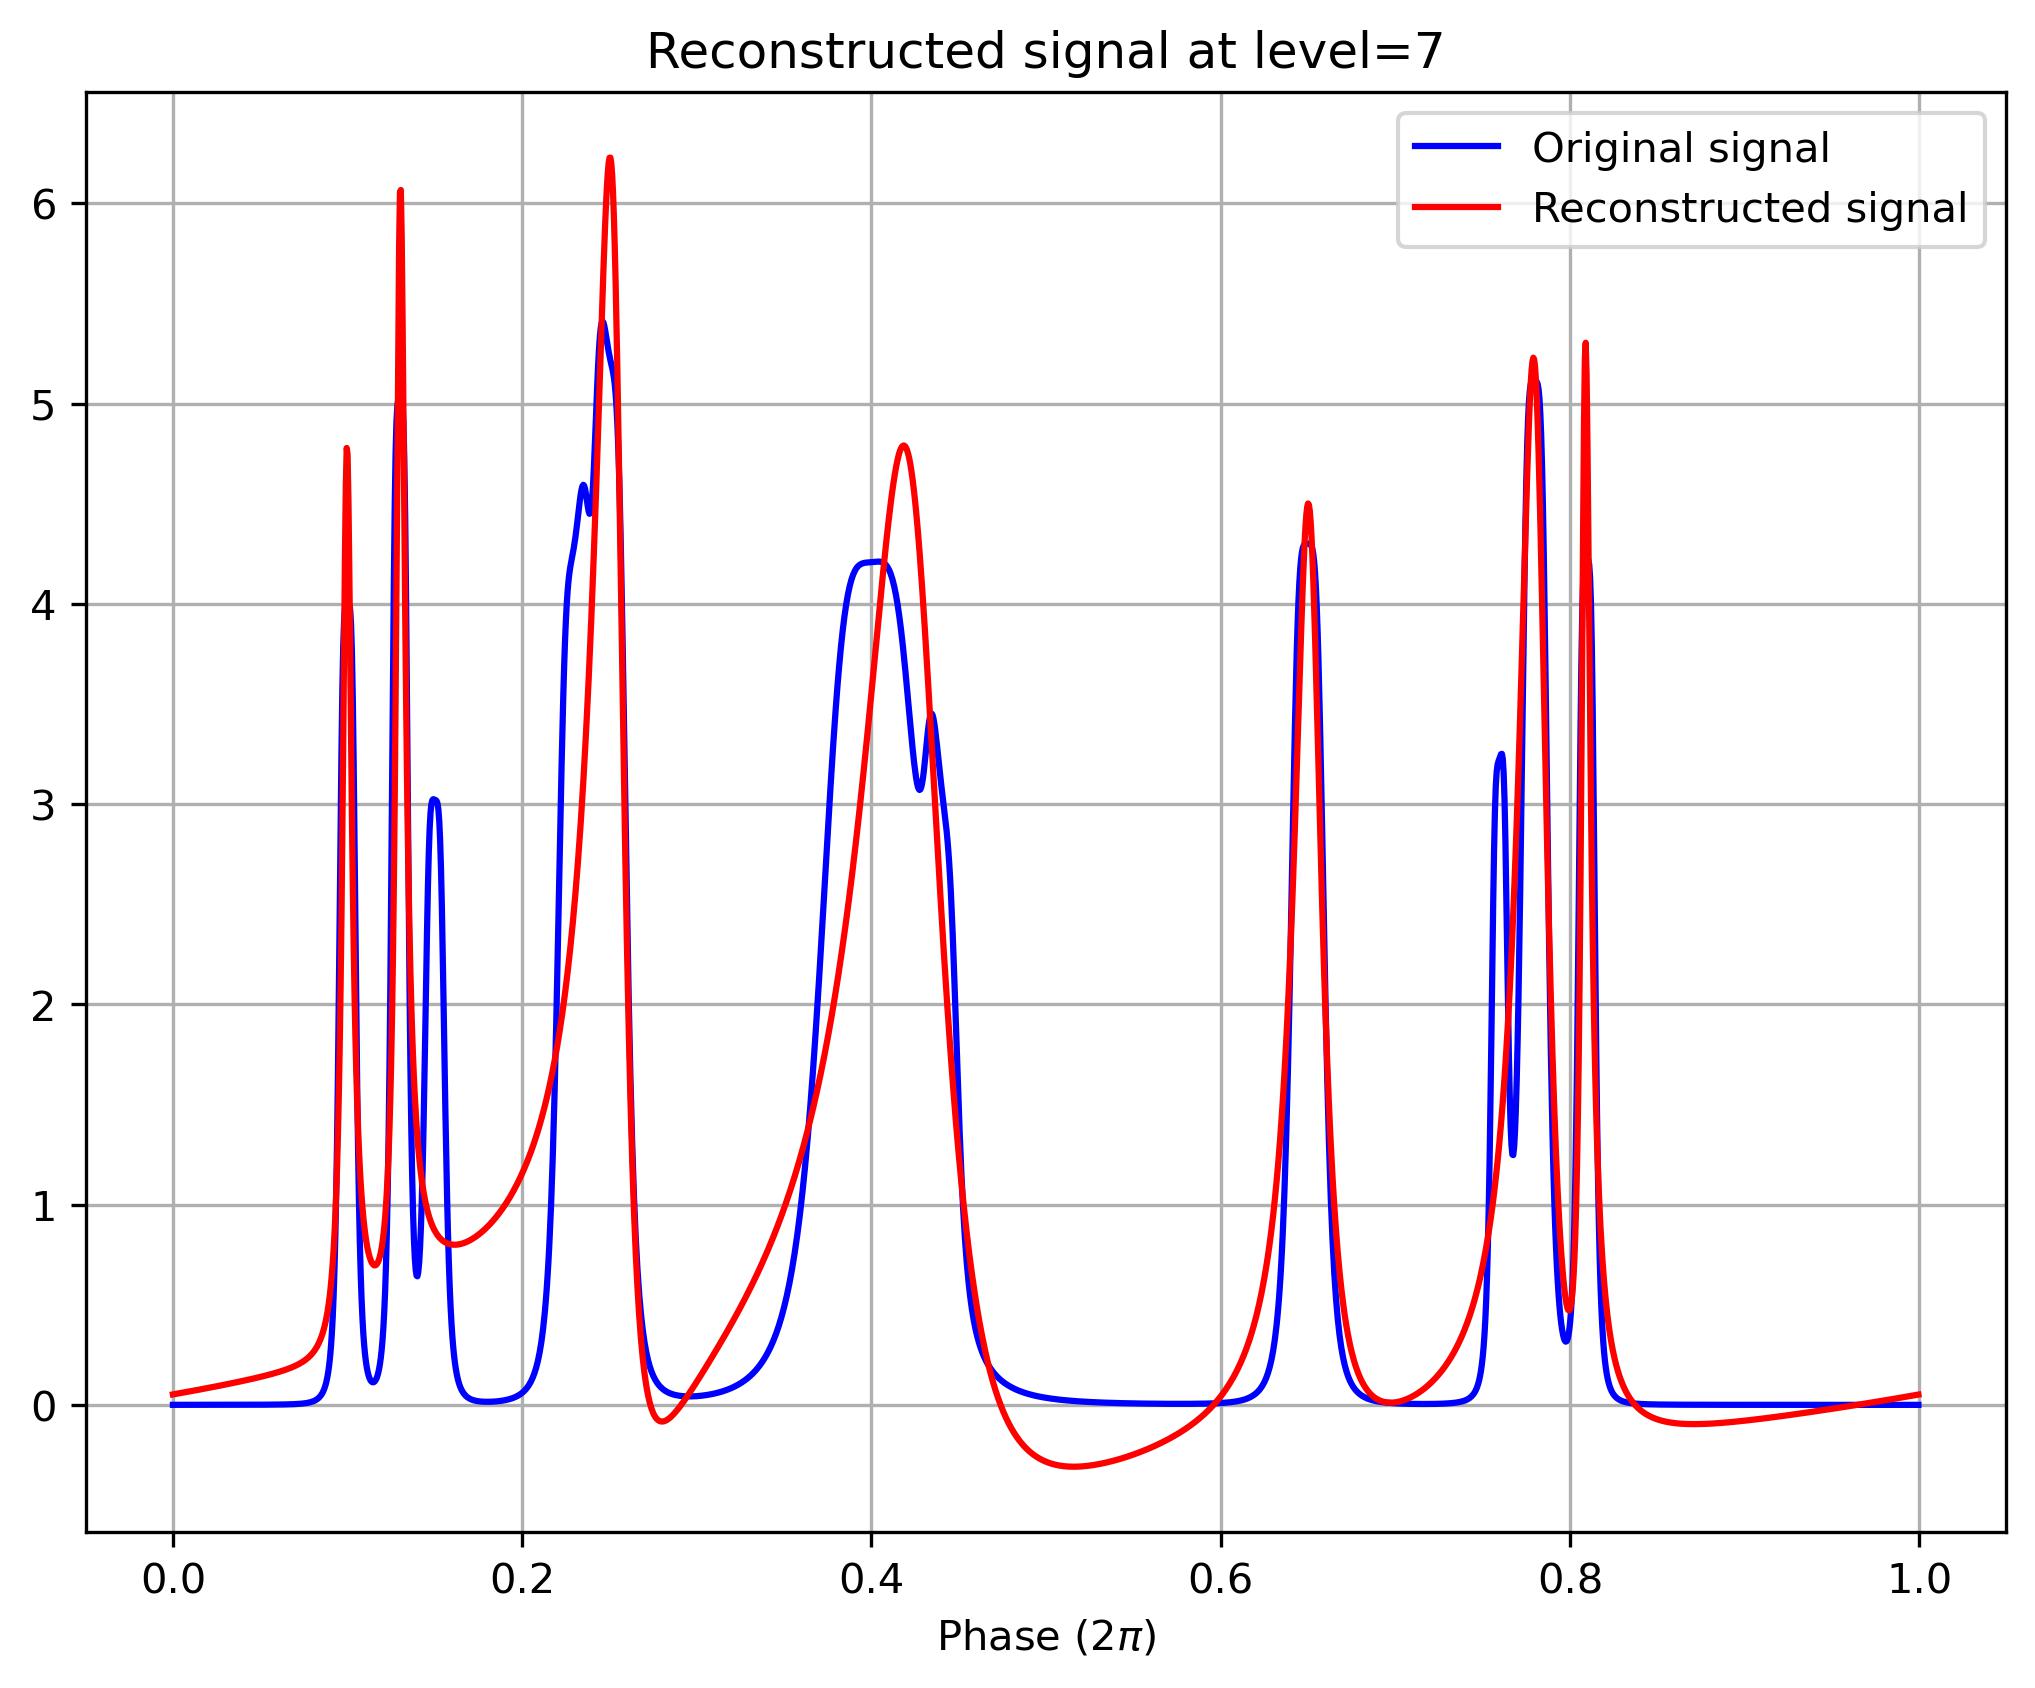 Reconstructed signal at level=7
Original signal
Reconstructed signal
6
5
4
3
2
1
0
0.0 0.2 0.4 0.6 0.8 1.0
Phase (2π)